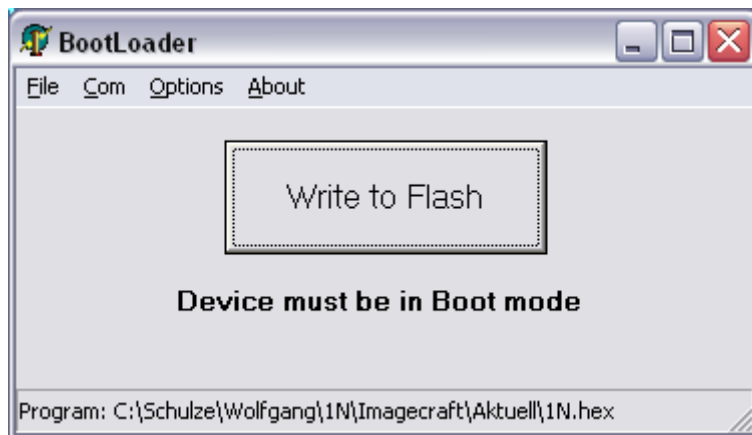 BootLoader
File Com Options About
Write to Flash
Device must be in Boot mode
Program: C:\Schulze\Wolfgang\1N\Imagecraft\Aktuell\1N.hex